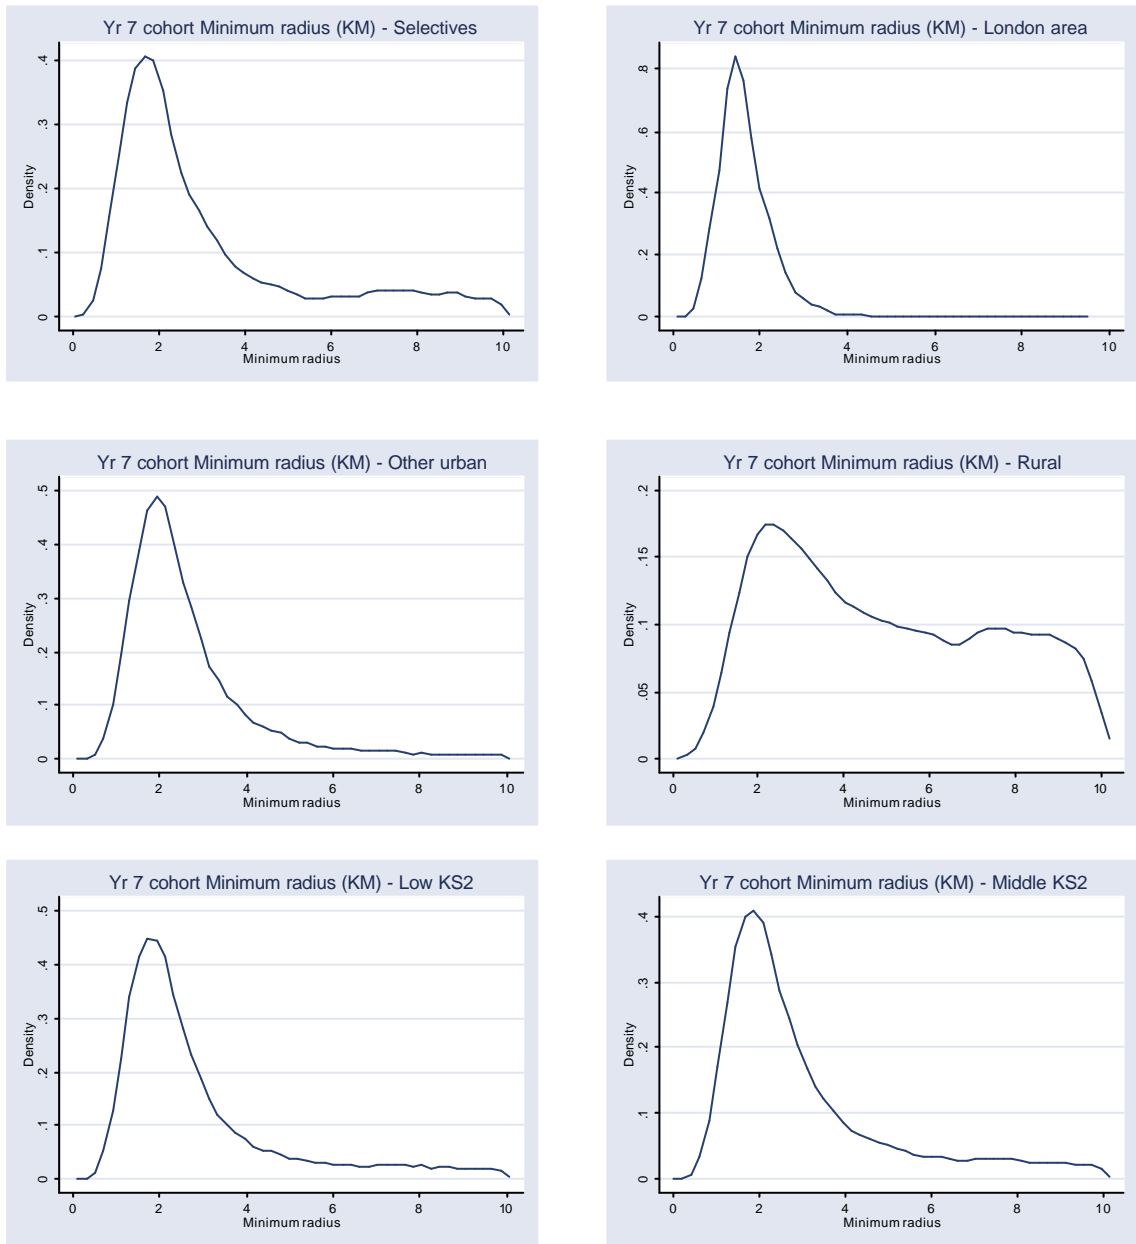 Yr 7 cohort Minimum radius (KM) - Selectives
Density
0 .1 .2 .3 .4
0 2 4 6 8 10
Minimum radius
Yr 7 cohort Minimum radius (KM) - London area
Density
0 .2 .4 .6 .8
0 2 4 6 8 10
Minimum radius
Yr 7 cohort Minimum radius (KM) - Other urban
Density
0 .1 .2 .3 .4 .5
0 2 4 6 8 10
Minimum radius
Yr 7 cohort Minimum radius (KM) - Rural
Density
0 .05 .1 .15 .2
0 2 4 6 8 10
Minimum radius
Yr 7 cohort Minimum radius (KM) - Low KS2
Density
0 .1 .2 .3 .4 .5
0 2 4 6 8 10
Minimum radius
Yr 7 cohort Minimum radius (KM) - Middle KS2
Density
0 .1 .2 .3 .4
0 2 4 6 8 10
Minimum radius